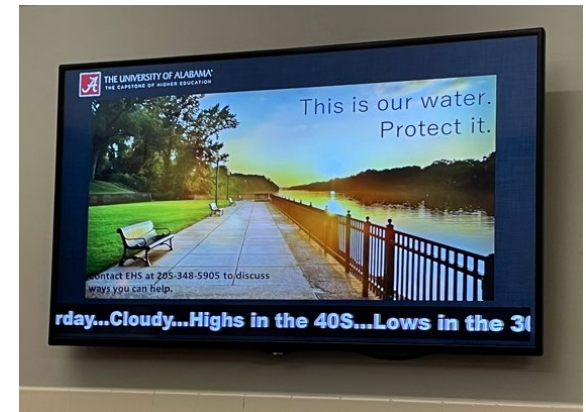 THE UNIVERSITY OF ALABAMA®
THE CAPSTONE OF HIGHER EDUCATION
This is our water.
Protect it.
contact EHS at 205-348-5905 to discuss
ways you can help.
rday...Cloudy...Highs in the 40S...Lows in the 30